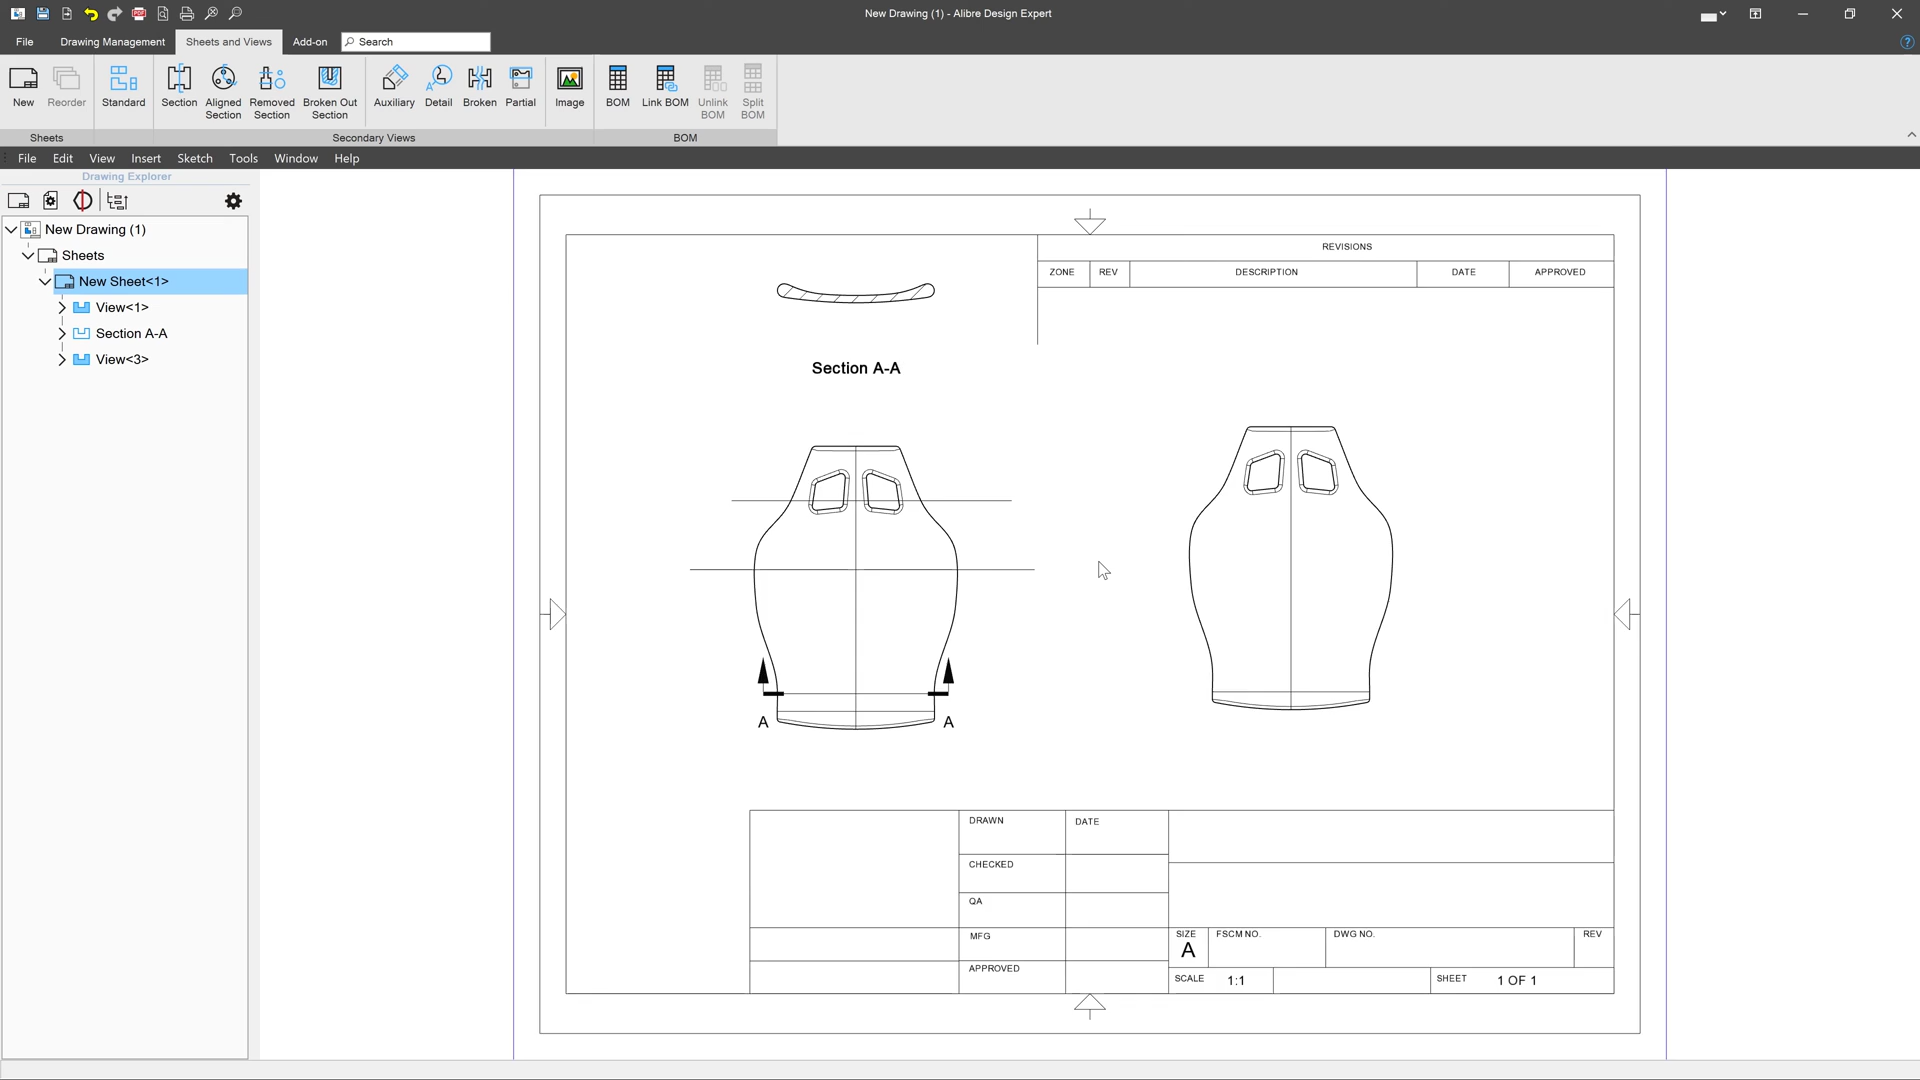 New Drawing (1) - Alibre Design Expert
File
Drawing Management
Sheets and Views
Add-on
Search
New
Reorder
Standard
Section
Aligned
Section
Removed
Section
Broken Out
Section
Auxiliary
Detail
Broken
Partial
Image
BOM
Link BOM
Unlink
BOM
Split
BOM
Sheets
Secondary Views
BOM
File
Edit
View
Insert
Sketch
Tools
Window
Help
Drawing Explorer
New Drawing (1)
Sheets
New Sheet<1>
View<1>
Section A-A
View<3>
REVISIONS
ZONE
REV
DESCRIPTION
DATE
APPROVED
Section A-A
A
A
DRAWN
DATE
CHECKED
QA
MFG
APPROVED
SIZE
A
FSCM NO.
DWG NO.
REV
SCALE
1:1
SHEET
1 OF 1